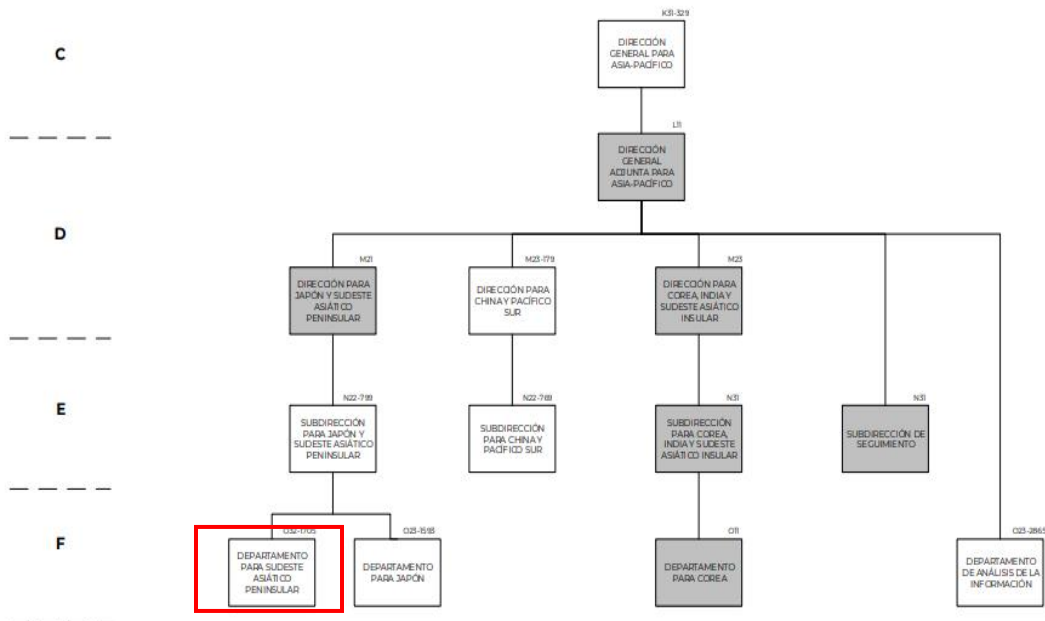 K31-329
C
DIRECCIÓN
GENERAL PARA
ASIA-PACÍFICO
L11
DIRECCIÓN
GENERAL
ADJUNTA PARA
ASIA-PACÍFICO
D
M21
DIRECCIÓN PARA
JAPÓN Y SUDESTE
ASIÁTICO
PENINSULAR
M23-179
DIRECCIÓN PARA
CHINA Y PACÍFICO
SUR
M23
DIRECCIÓN PARA
COREA, INDIA Y
SUDESTE ASIÁTICO
INSULAR
E
N22-799
SUBDIRECCIÓN
PARA JAPÓN Y
SUDESTE ASIÁTICO
PENINSULAR
N22-769
SUBDIRECCIÓN
PARA CHINA Y
PACÍFICO SUR
N31
SUBDIRECCIÓN
PARA COREA,
INDIA Y SUDESTE
ASIÁTICO INSULAR
N31
SUBDIRECCIÓN DE
SEGUIMIENTO
F
O32-1705
DEPARTAMENTO
PARA SUDESTE
ASIÁTICO
PENINSULAR
O23-1593
DEPARTAMENTO
PARA JAPÓN
O11
DEPARTAMENTO
PARA COREA
O23-2865
DEPARTAMENTO
DE ANÁLISIS DE LA
INFORMACIÓN